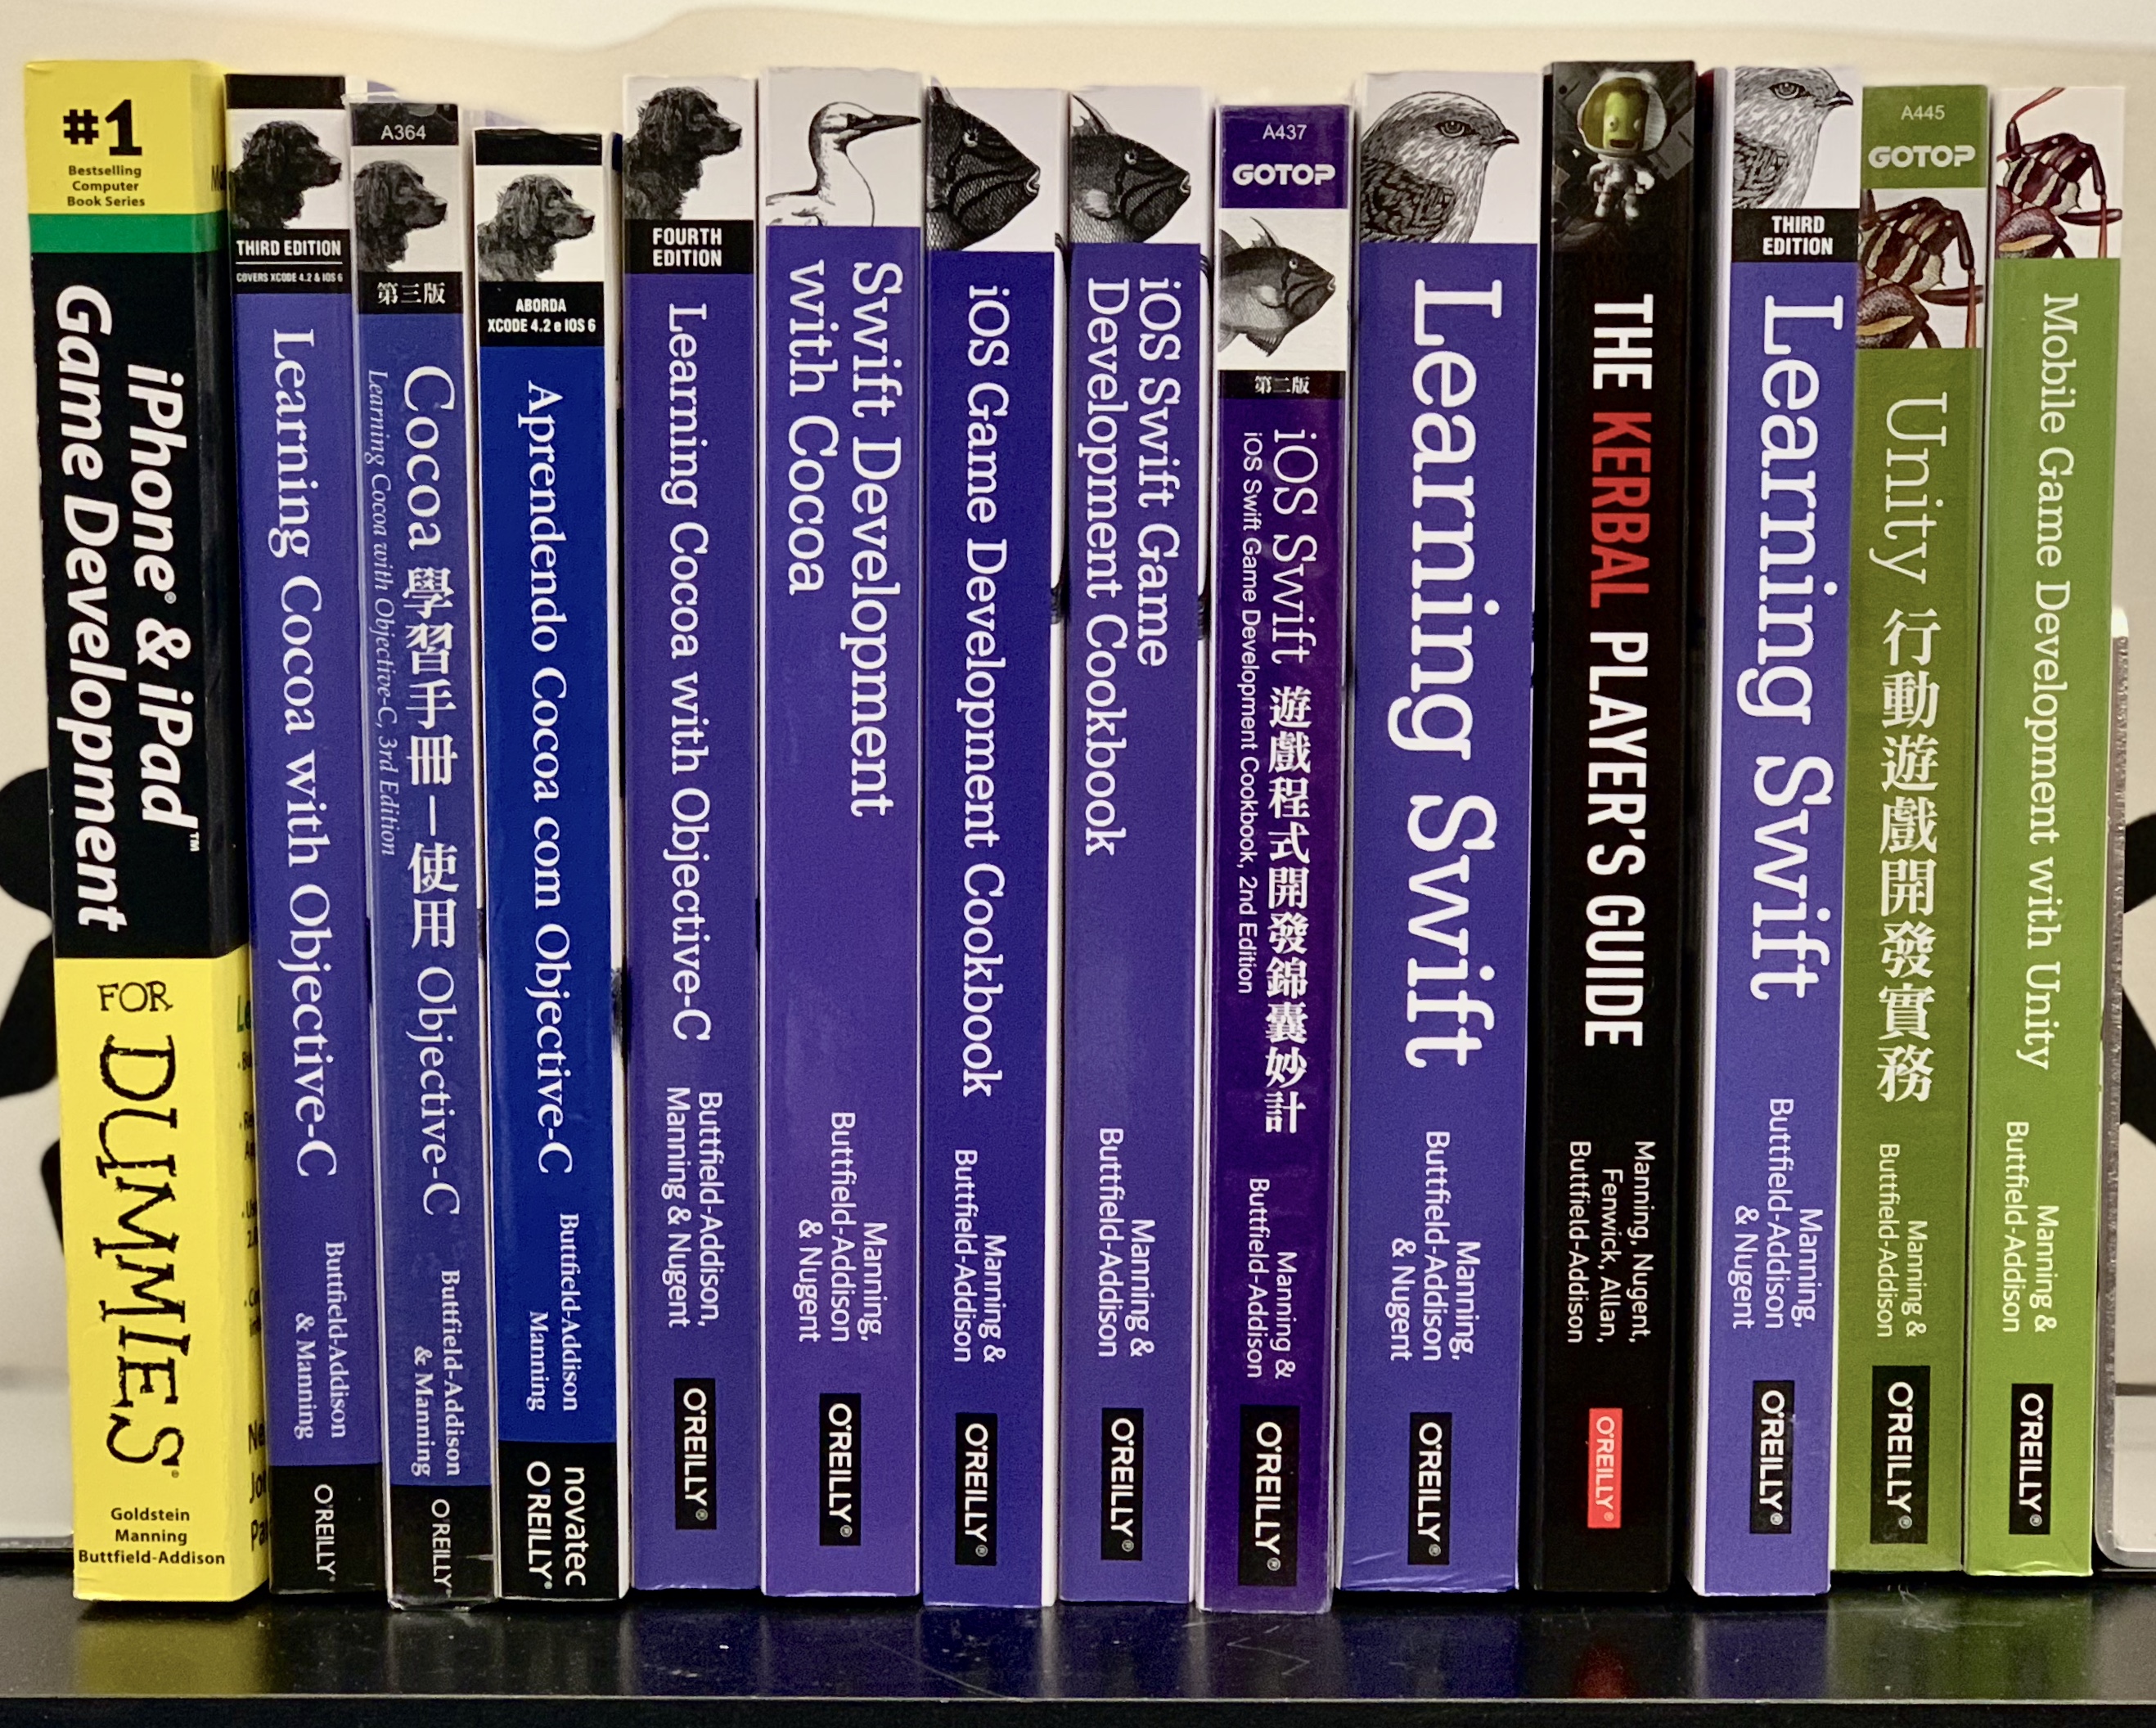 #1
Bestselling
Computer
Book Series
iPhone® & iPad™
Game Development
FOR
DUMMIES®
Goldstein
Manning
Buttfield-Addison
THIRD EDITION
COVERS XCODE 4.2 & IOS 6
Learning Cocoa with Objective-C
Buttfield-Addison
& Manning
O'REILLY®
A364
第三版
Cocoa 學習手冊－使用 Objective-C
Learning Cocoa with Objective-C, 3rd Edition
Buttfield-Addison
& Manning
O'REILLY®
ABORDA
XCODE 4.2 e IOS 6
Aprendendo Cocoa com Objective-C
Buttfield-Addison
Manning
novatec
O'REILLY®
FOURTH
EDITION
Learning Cocoa with Objective-C
Buttfield-Addison,
Manning & Nugent
O'REILLY®
Swift Development
with Cocoa
Manning,
Buttfield-Addison
& Nugent
O'REILLY®
iOS Game Development Cookbook
Manning &
Buttfield-Addison
O'REILLY®
iOS Swift Game
Development Cookbook
Manning &
Buttfield-Addison
O'REILLY®
A437
GOTOP
第二版
iOS Swift 遊戲程式開發錦囊妙計
iOS Swift Game Development Cookbook, 2nd Edition
Manning &
Buttfield-Addison
O'REILLY®
Learning Swift
Manning,
Buttfield-Addison
& Nugent
O'REILLY®
THE KERBAL PLAYER'S GUIDE
Manning, Nugent,
Fenwick, Allan,
Buttfield-Addison
O'REILLY®
THIRD
EDITION
Learning Swift
Manning,
Buttfield-Addison
& Nugent
O'REILLY®
A445
GOTOP
Unity 行動遊戲開發實務
Manning &
Buttfield-Addison
O'REILLY®
Mobile Game Development with Unity
Manning &
Buttfield-Addison
O'REILLY®